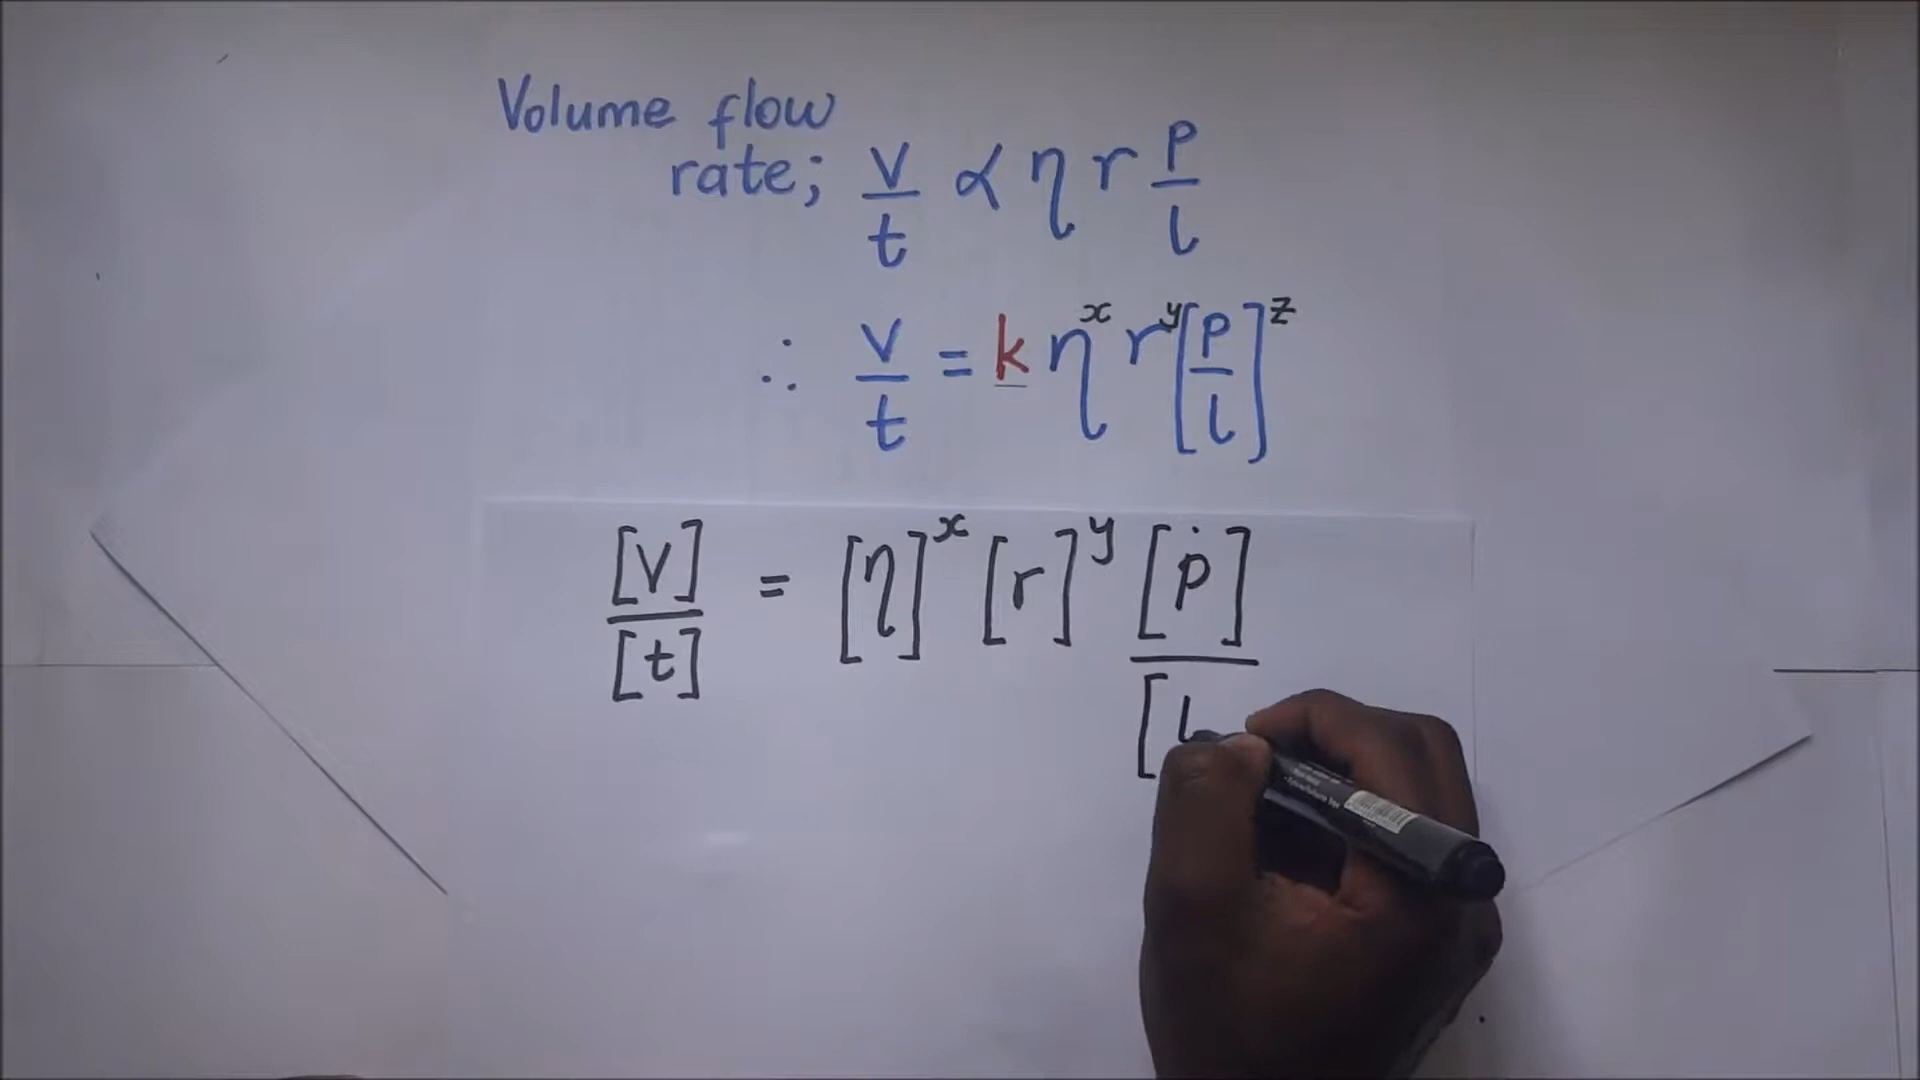 Volume flow
rate; V/t ∝ η r P/l
∴ V/t = k η^x r^y [P/l]^z
[V]/[t] = [η]^x [r]^y [p]/[l